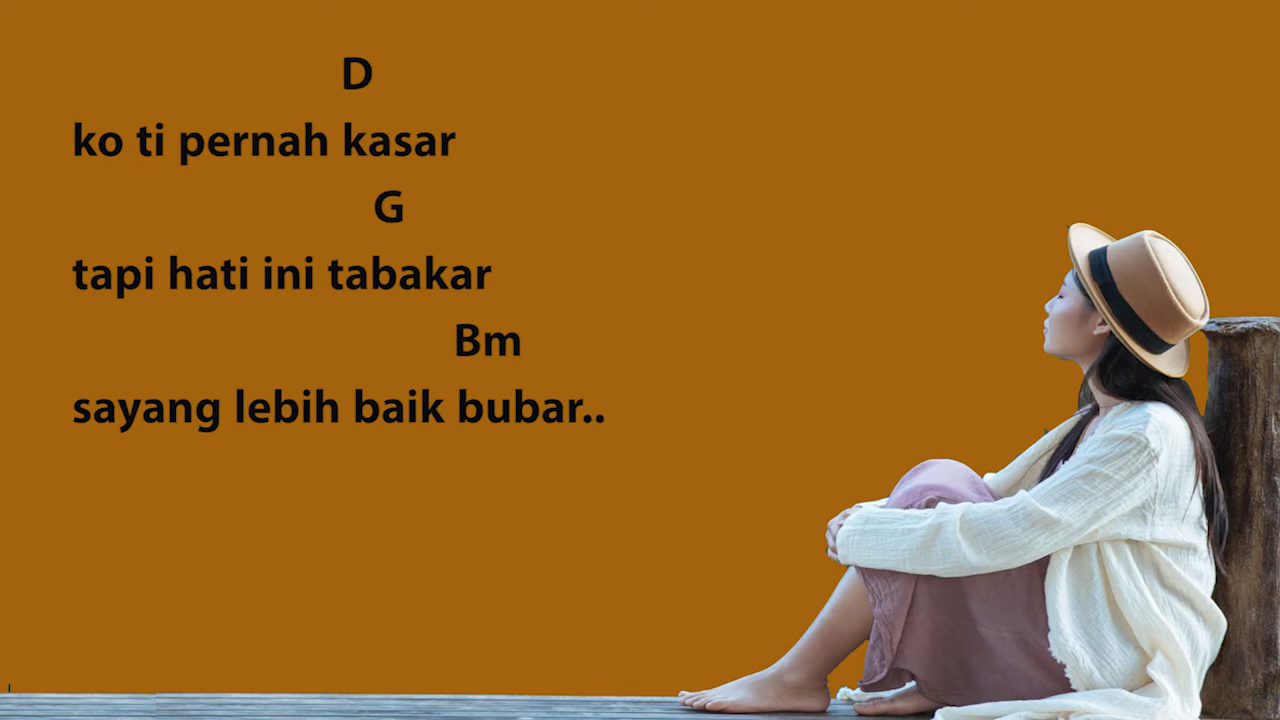 D
ko ti pernah kasar
G
tapi hati ini tabakar
Bm
sayang lebih baik bubar..